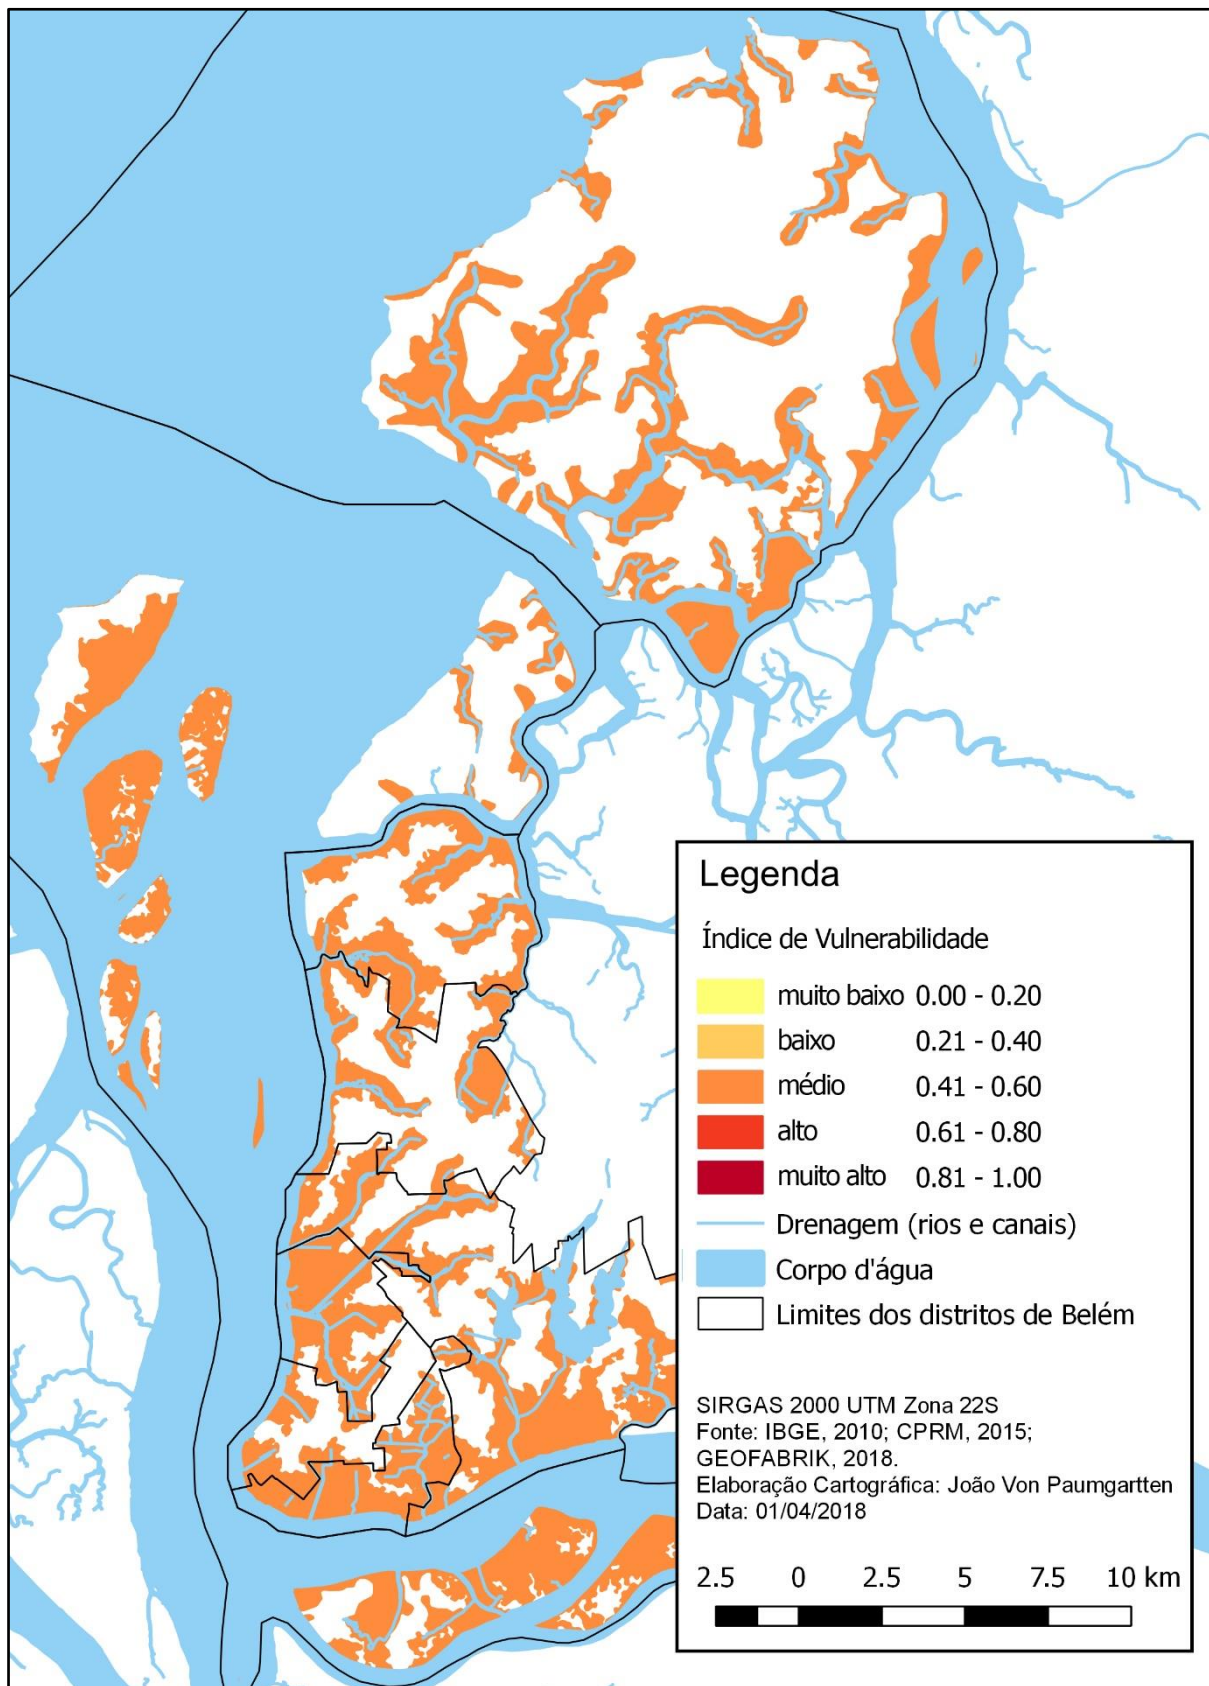 Legenda
Índice de Vulnerabilidade
muito baixo 0.00 - 0.20
baixo 0.21 - 0.40
médio 0.41 - 0.60
alto 0.61 - 0.80
muito alto 0.81 - 1.00
Drenagem (rios e canais)
Corpo d'água
Limites dos distritos de Belém
SIRGAS 2000 UTM Zona 22S
Fonte: IBGE, 2010; CPRM, 2015;
GEOFABRIK, 2018.
Elaboração Cartográfica: João Von Paumgartten
Data: 01/04/2018
2.5 0 2.5 5 7.5 10 km